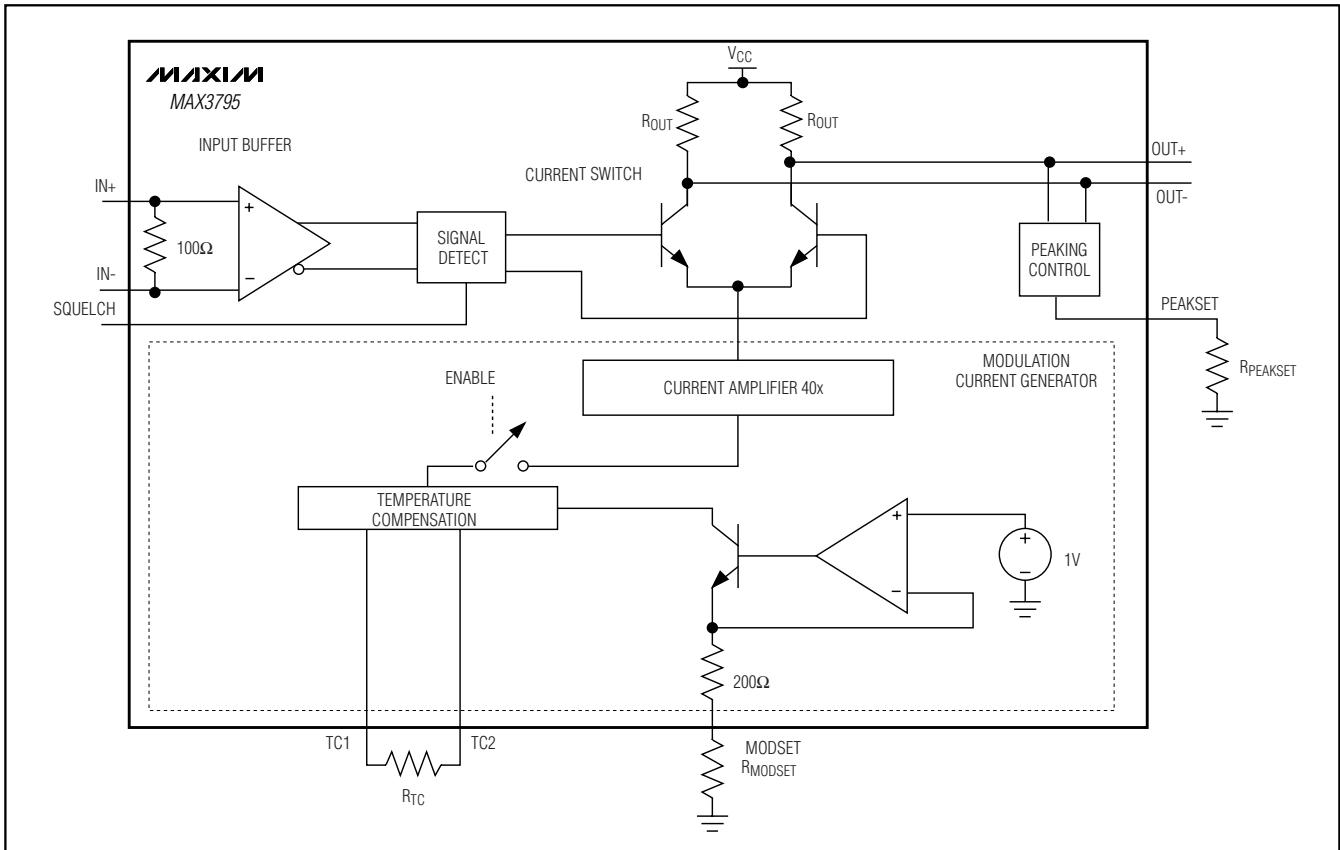 MAXIM
MAX3795
VCC
ROUT
ROUT
INPUT BUFFER
CURRENT SWITCH
OUT+
OUT-
IN+
+
100Ω
−
IN-
SIGNAL
DETECT
PEAKING
CONTROL
SQUELCH
PEAKSET
RPEAKSET
MODULATION
CURRENT GENERATOR
ENABLE
CURRENT AMPLIFIER 40x
TEMPERATURE
COMPENSATION
+
−
+
−
1V
200Ω
TC1
TC2
RTC
MODSET
RMODSET